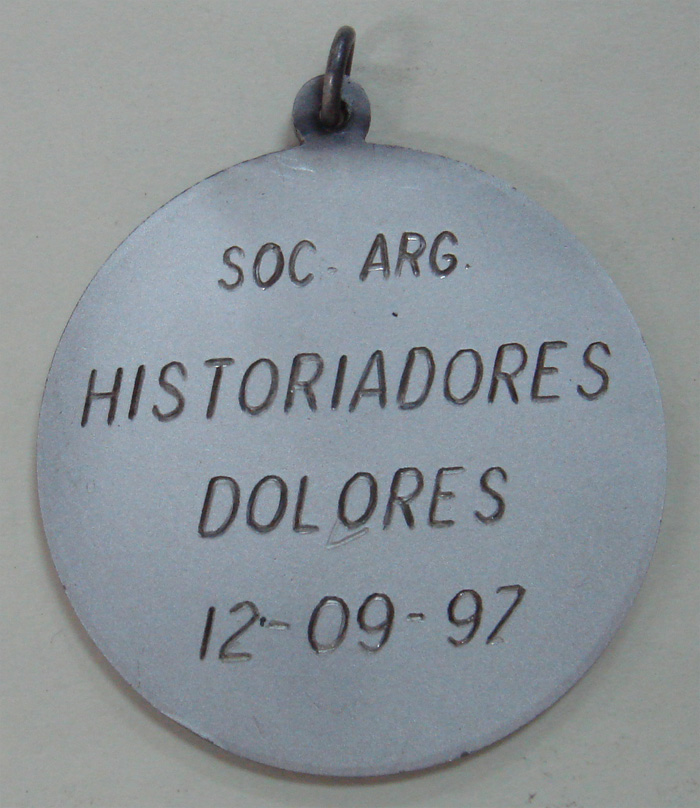 SOC. ARG.
HISTORIADORES
DOLORES
12-09-97